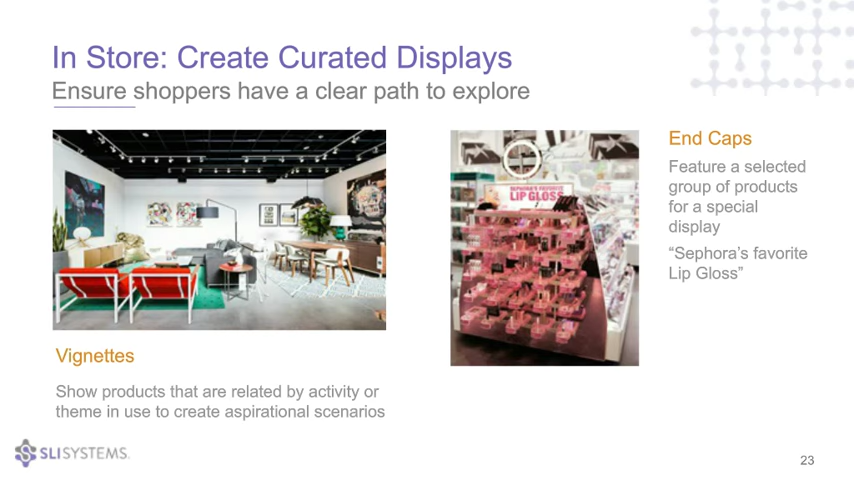 In Store: Create Curated Displays
Ensure shoppers have a clear path to explore
SEPHORA'S FAVORITE
LIP GLOSS
End Caps
Feature a selected
group of products
for a special
display
“Sephora’s favorite
Lip Gloss”
Vignettes
Show products that are related by activity or
theme in use to create aspirational scenarios
SLISYSTEMS.
23